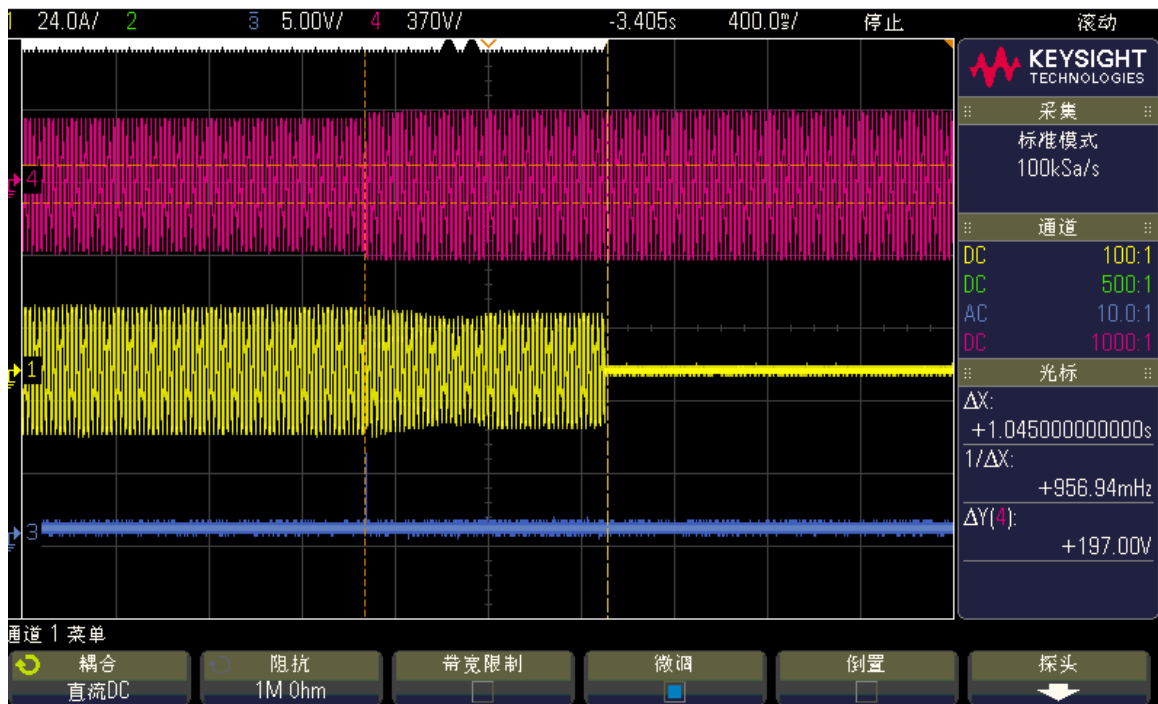 1 24.0A/ 2 3 5.00V/ 4 370V/ -3.405s 400.0ms/ 停止 滚动
KEYSIGHT
TECHNOLOGIES
采集
标准模式
100kSa/s
通道
DC 100:1
DC 500:1
AC 10.0:1
DC 1000:1
光标
ΔX:
+1.045000000000s
1/ΔX:
+956.94mHz
ΔY(4):
+197.00V
4
1
3
通道 1 菜单
耦合 阻抗 带宽限制 微调 倒置 探头
直流DC 1M Ohm